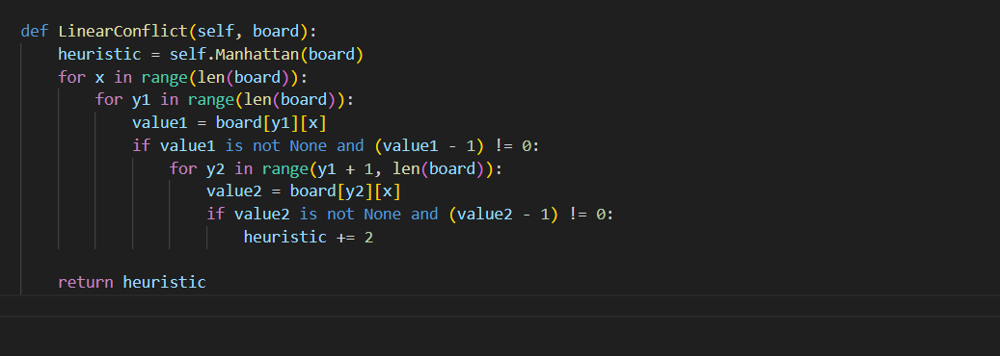 def LinearConflict(self, board):
    heuristic = self.Manhattan(board)
    for x in range(len(board)):
        for y1 in range(len(board)):
            value1 = board[y1][x]
            if value1 is not None and (value1 - 1) != 0:
                for y2 in range(y1 + 1, len(board)):
                    value2 = board[y2][x]
                    if value2 is not None and (value2 - 1) != 0:
                        heuristic += 2
    return heuristic